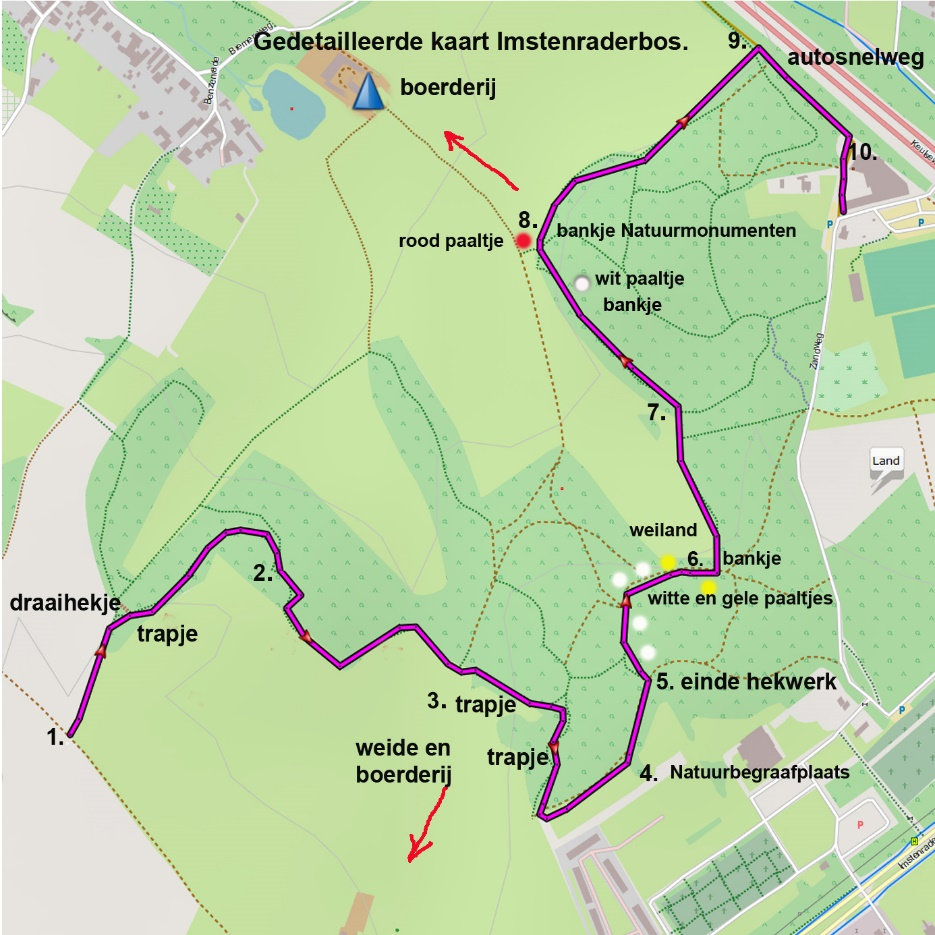 Gedetailleerde kaart Imstenraderbos.
9.
autosnelweg
Benzenrade
boerderij
10.
8.
P
P
rood paaltje
bankje Natuurmonumenten
wit paaltje
bankje
Zandweg
7.
Land
weiland
6. bankje
2.
draaihekje
witte en gele paaltjes
trapje
5. einde hekwerk
3. trapje
P
1.
weide en
boerderij
trapje
4. Natuurbegraafplaats
P
H